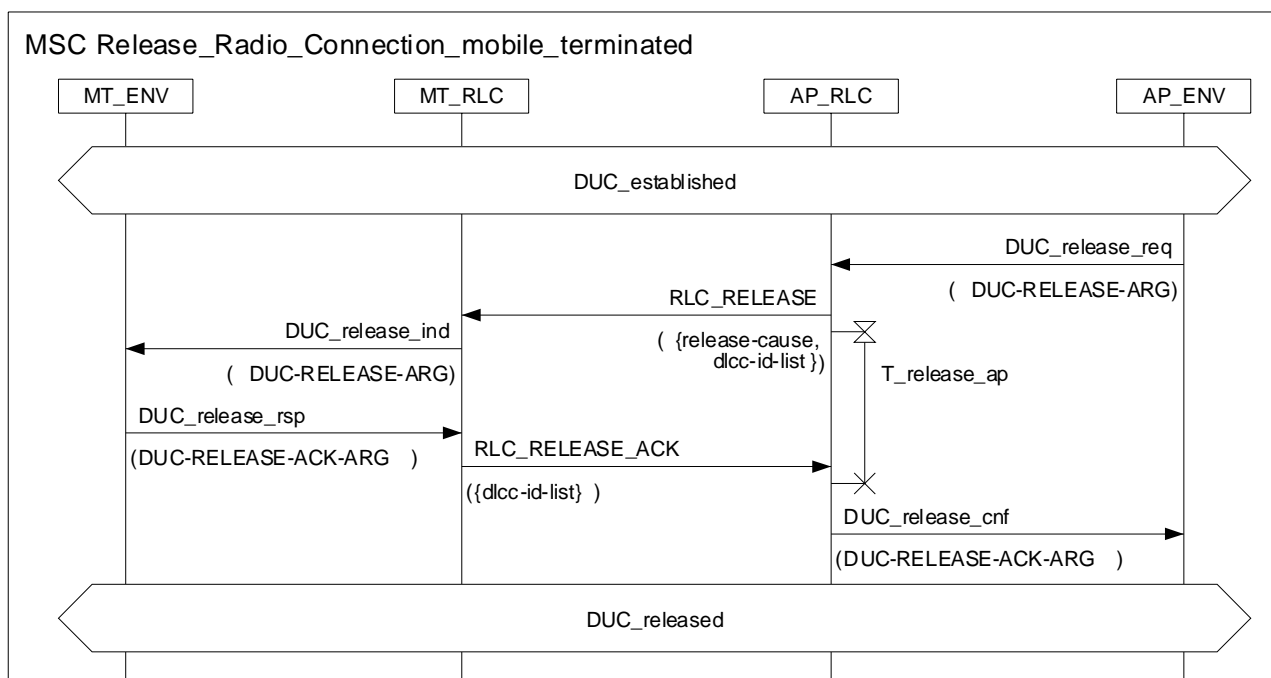 MSC Release_Radio_Connection_mobile_terminated
MT_ENV MT_RLC AP_RLC AP_ENV
DUC_established
DUC_release_req
( DUC-RELEASE-ARG)
RLC_RELEASE
( {release-cause,
dlcc-id-list })
DUC_release_ind
( DUC-RELEASE-ARG)
T_release_ap
DUC_release_rsp
(DUC-RELEASE-ACK-ARG )
RLC_RELEASE_ACK
({dlcc-id-list} )
DUC_release_cnf
(DUC-RELEASE-ACK-ARG )
DUC_released